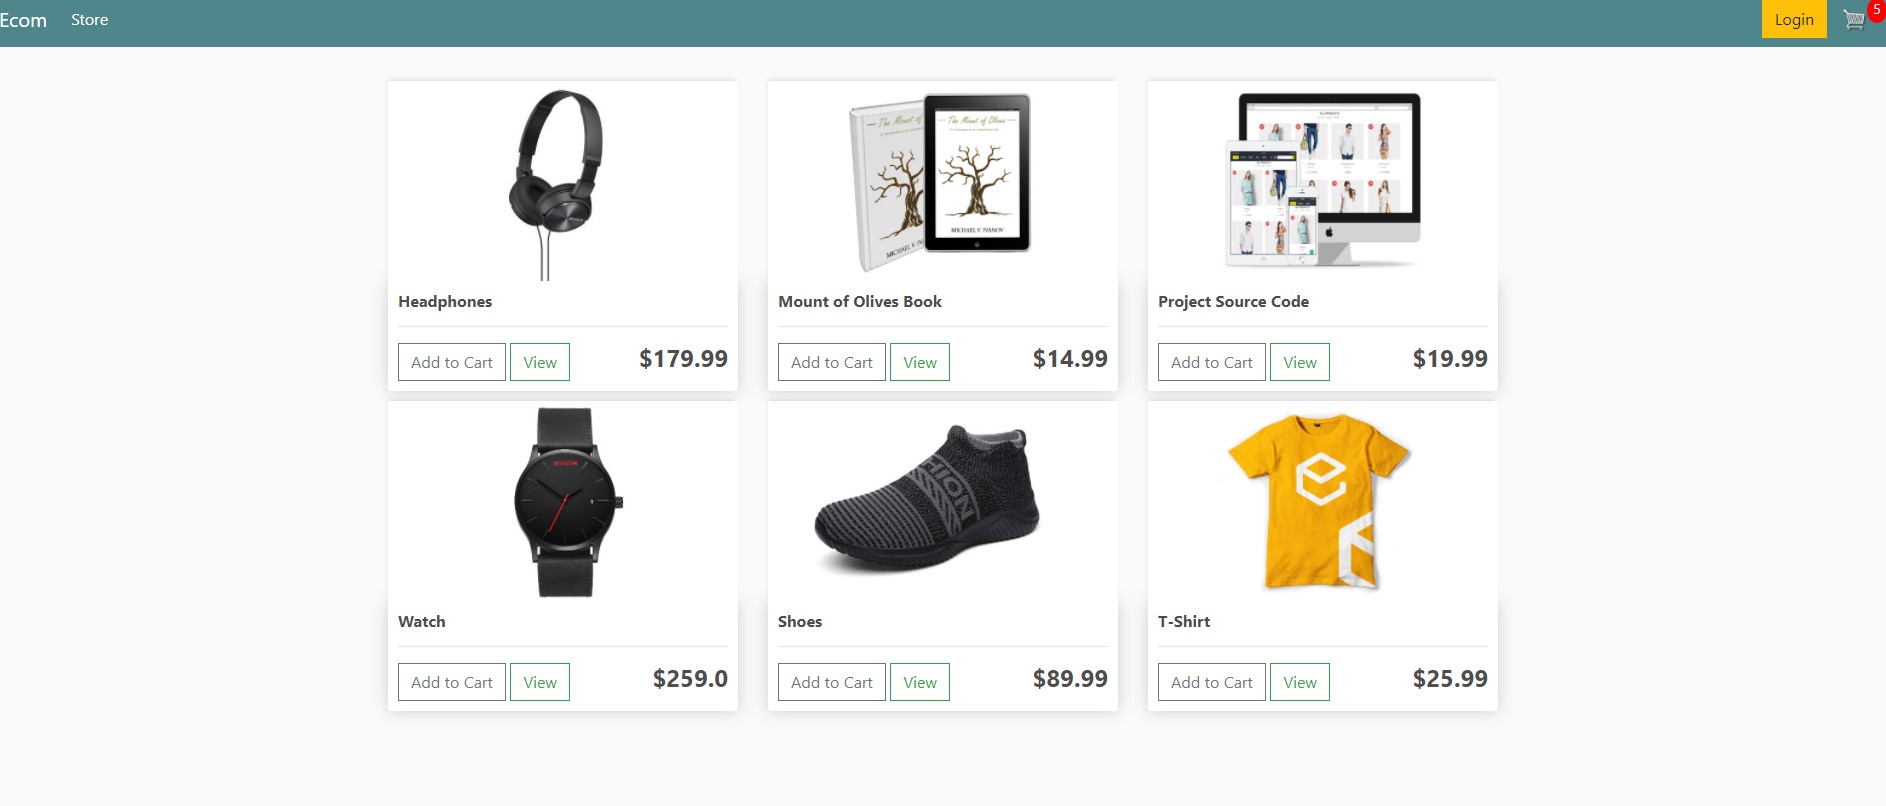 Ecom Store Login 5
The Mount of Olives
MICHAEL V. IVANOV
Headphones
Mount of Olives Book
Project Source Code
Add to Cart View $179.99
Add to Cart View $14.99
Add to Cart View $19.99
Watch
Shoes
T-Shirt
Add to Cart View $259.0
Add to Cart View $89.99
Add to Cart View $25.99